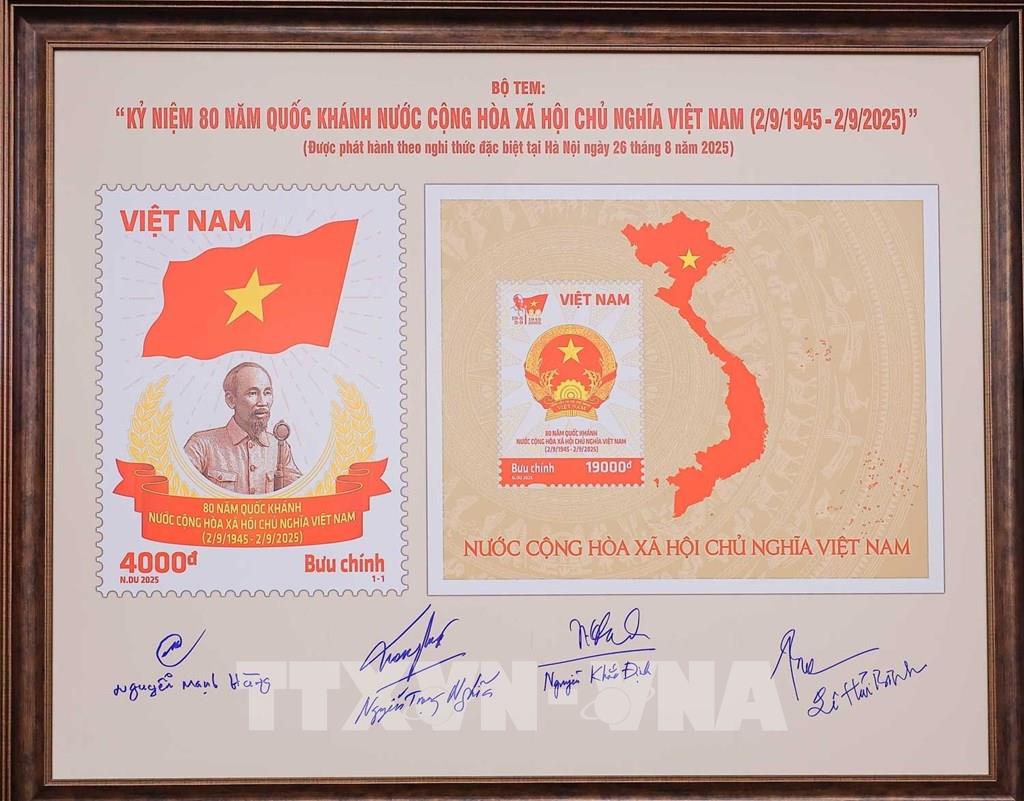 BỘ TEM:
“KỶ NIỆM 80 NĂM QUỐC KHÁNH NƯỚC CỘNG HÒA XÃ HỘI CHỦ NGHĨA VIỆT NAM (2/9/1945 - 2/9/2025)”
(Được phát hành theo nghi thức đặc biệt tại Hà Nội ngày 26 tháng 8 năm 2025)
VIỆT NAM
80 NĂM QUỐC KHÁNH
NƯỚC CỘNG HÒA XÃ HỘI CHỦ NGHĨA VIỆT NAM
(2/9/1945 - 2/9/2025)
4000đ Bưu chính
N.DU 2025 1-1
VIỆT NAM
VIỆT NAM
80 NĂM QUỐC KHÁNH
NƯỚC CỘNG HÒA XÃ HỘI CHỦ NGHĨA VIỆT NAM
(2/9/1945 - 2/9/2025)
Bưu chính 19000đ
N.DU 2025
NƯỚC CỘNG HÒA XÃ HỘI CHỦ NGHĨA VIỆT NAM
Nguyễn Mạnh Hùng
Nguyễn Trọng Nghĩa
Nguyễn Khắc Định
Lê Hải Bình
TTXVN-VNA